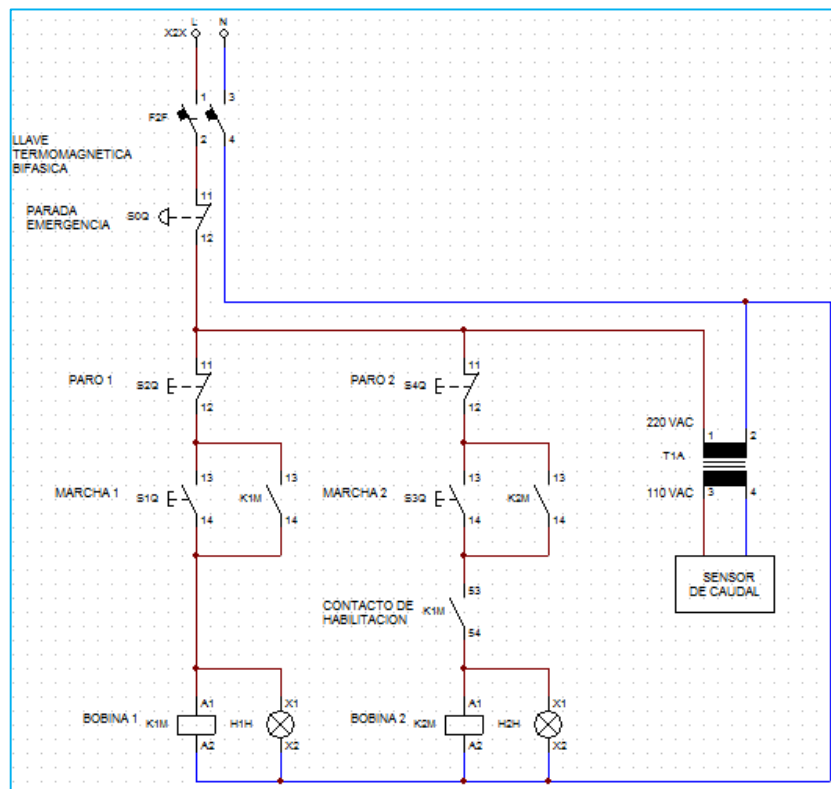 L N
X2X
1 3
F2F
2 4
LLAVE
TERMOMAGNETICA
BIFASICA
11
PARADA
EMERGENCIA
S0Q
12
11
PARO 1 S2Q
12
11
PARO 2 S4Q
12
220 VAC 1 2
T1A
110 VAC 3 4
13 13
MARCHA 1 S1Q K1M
14 14
13 13
MARCHA 2 S3Q K2M
14 14
SENSOR
DE CAUDAL
53
CONTACTO DE
HABILITACION
K1M
54
A1 X1
BOBINA 1 K1M H1H
A2 X2
A1 X1
BOBINA 2 K2M H2H
A2 X2